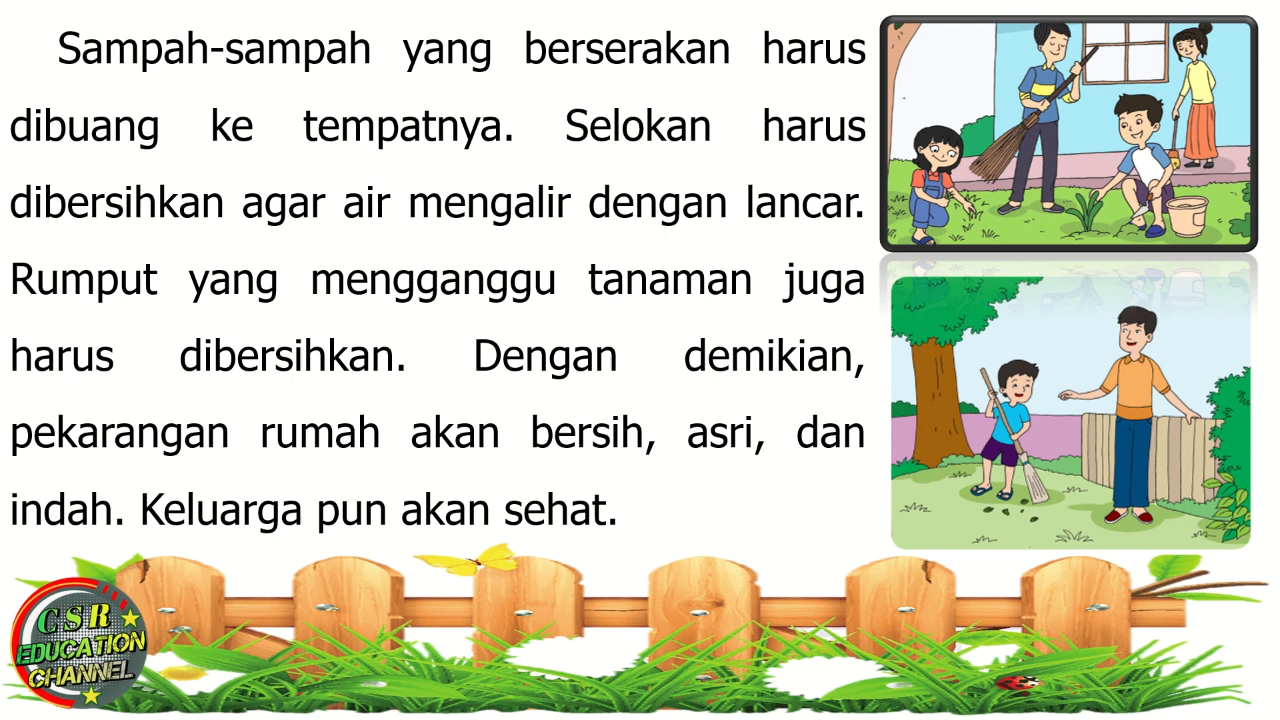 Sampah-sampah yang berserakan harus
dibuang ke tempatnya. Selokan harus
dibersihkan agar air mengalir dengan lancar.
Rumput yang mengganggu tanaman juga
harus dibersihkan. Dengan demikian,
pekarangan rumah akan bersih, asri, dan
indah. Keluarga pun akan sehat.
CSR
EDUCATION
CHANNEL